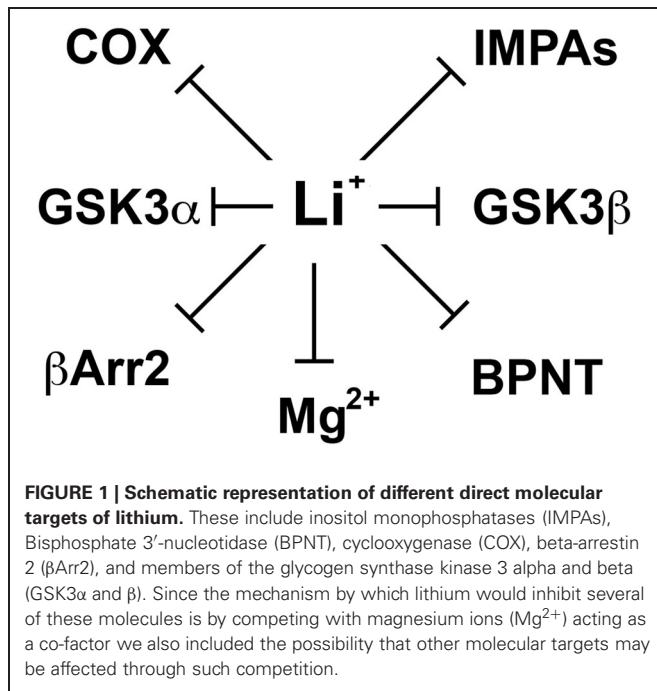 COX
IMPAs
GSK3α
Li⁺
GSK3β
βArr2
BPNT
Mg²⁺
FIGURE 1 | Schematic representation of different direct molecular
targets of lithium. These include inositol monophosphatases (IMPAs),
Bisphosphate 3′-nucleotidase (BPNT), cyclooxygenase (COX), beta-arrestin
2 (βArr2), and members of the glycogen synthase kinase 3 alpha and beta
(GSK3α and β). Since the mechanism by which lithium would inhibit several
of these molecules is by competing with magnesium ions (Mg²⁺) acting as
a co-factor we also included the possibility that other molecular targets may
be affected through such competition.